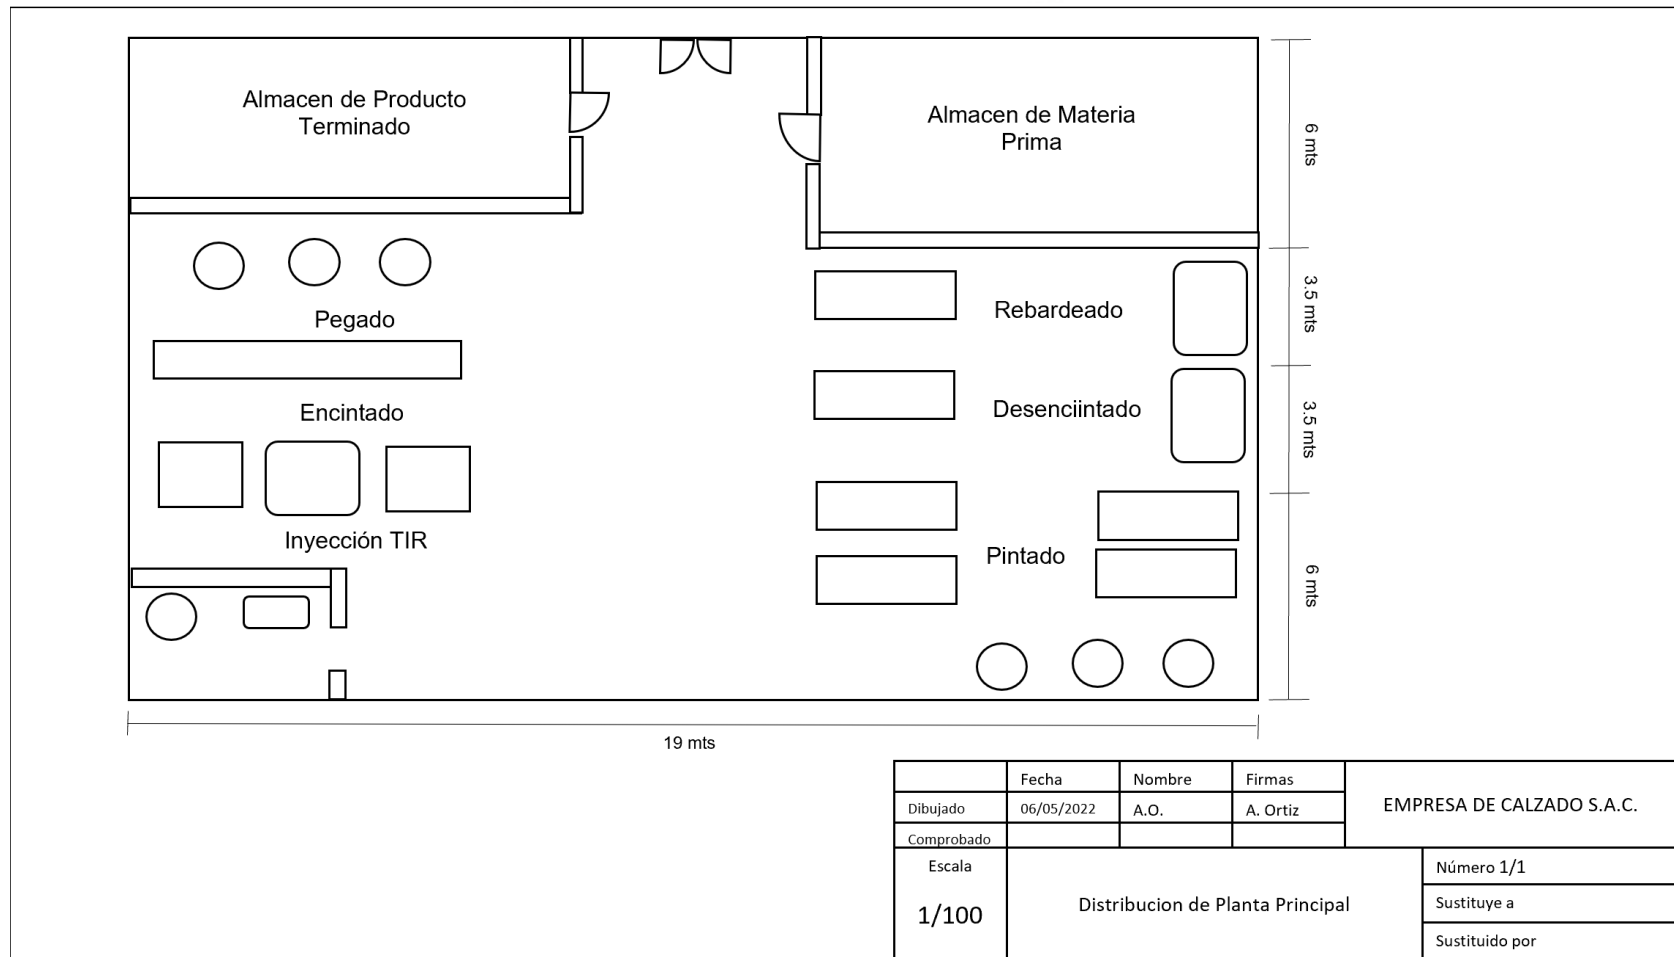 Almacen de Producto
Terminado
Almacen de Materia
Prima
6 mts
Pegado
Rebardeado
3.5 mts
Encintado
Desenciintado
3.5 mts
Inyección TIR
Pintado
6 mts
19 mts
Fecha
Nombre
Firmas
EMPRESA DE CALZADO S.A.C.
Dibujado
06/05/2022
A.O.
A. Ortiz
Comprobado
Escala
1/100
Distribucion de Planta Principal
Número 1/1
Sustituye a
Sustituido por